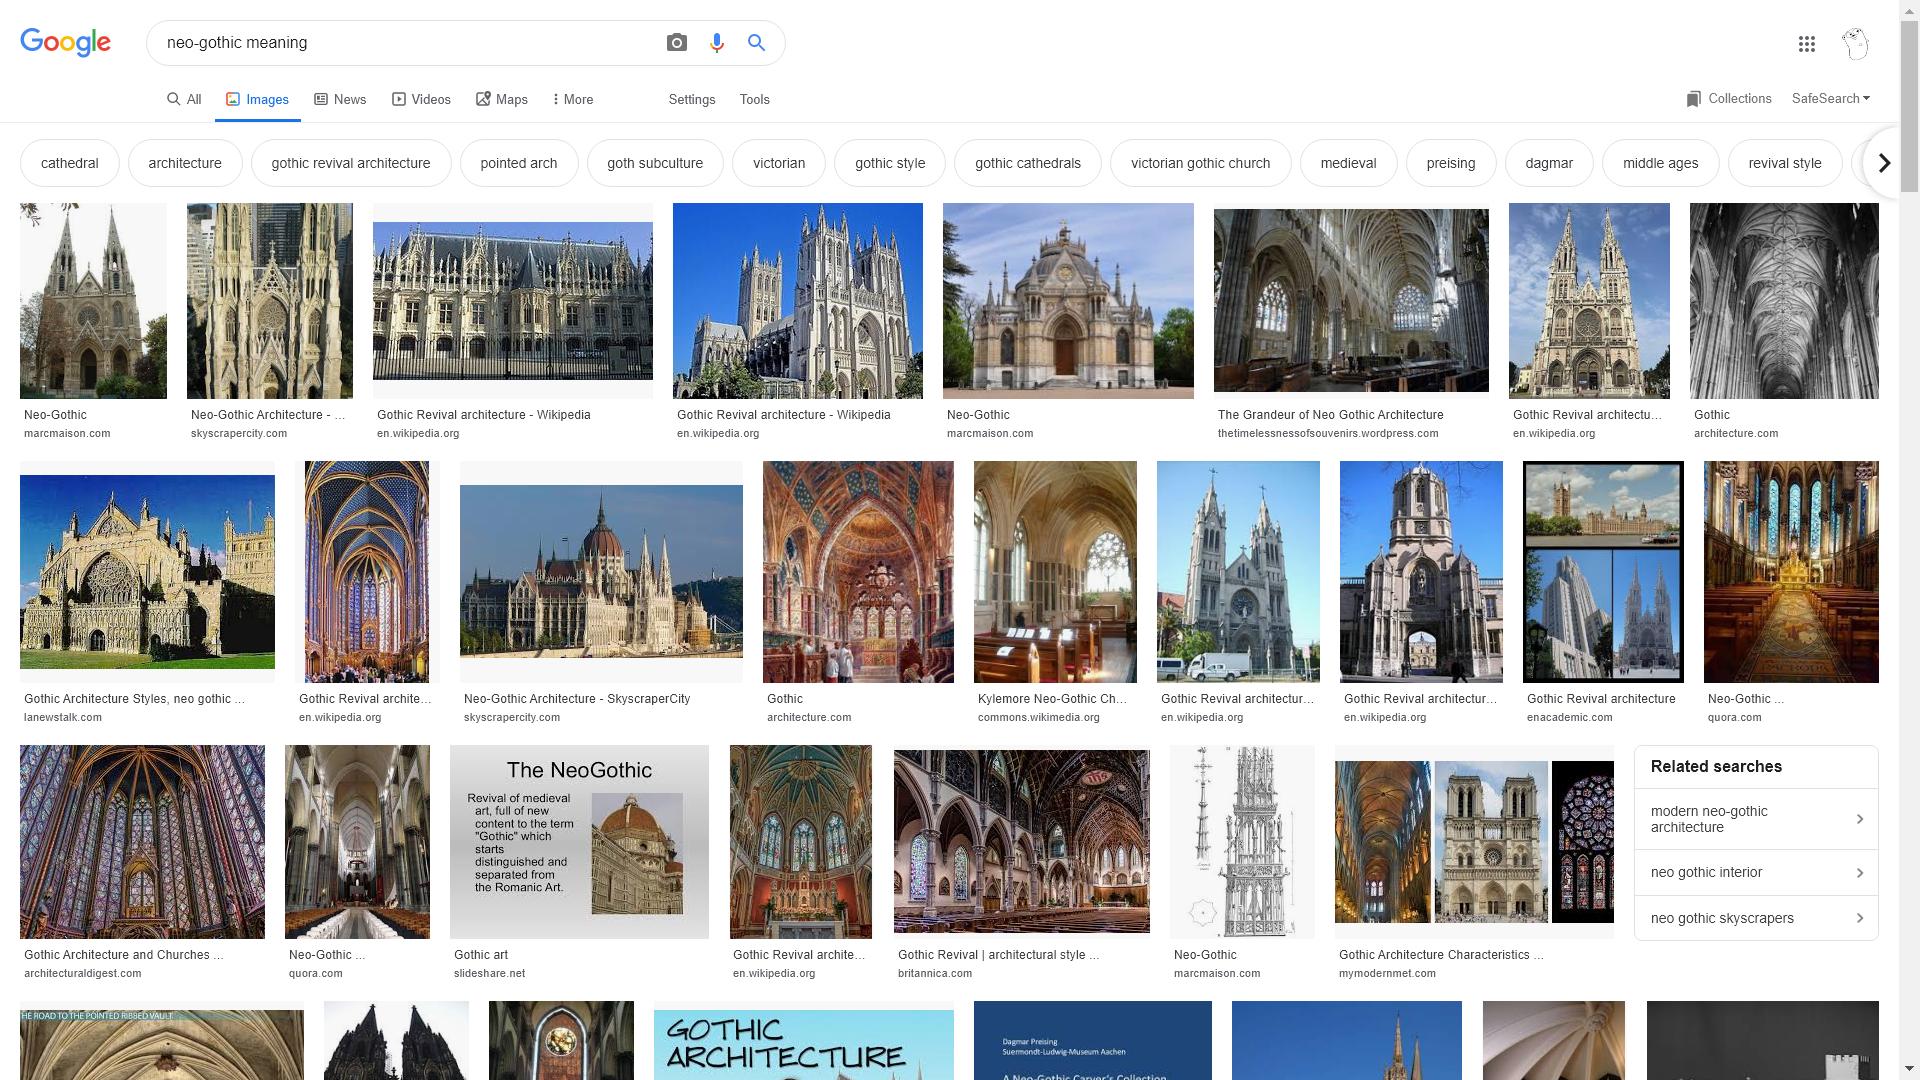 Google
neo-gothic meaning
All
Images
News
Videos
Maps
More
Settings
Tools
Collections
SafeSearch
cathedral
architecture
gothic revival architecture
pointed arch
goth subculture
victorian
gothic style
gothic cathedrals
victorian gothic church
medieval
preising
dagmar
middle ages
revival style
Neo-Gothic
marcmaison.com
Neo-Gothic Architecture - ...
skyscrapercity.com
Gothic Revival architecture - Wikipedia
en.wikipedia.org
Gothic Revival architecture - Wikipedia
en.wikipedia.org
Neo-Gothic
marcmaison.com
The Grandeur of Neo Gothic Architecture
thetimelessnessofsouvenirs.wordpress.com
Gothic Revival architectu...
en.wikipedia.org
Gothic
architecture.com
Gothic Architecture Styles, neo gothic ...
lanewstalk.com
Gothic Revival archite...
en.wikipedia.org
Neo-Gothic Architecture - SkyscraperCity
skyscrapercity.com
Gothic
architecture.com
Kylemore Neo-Gothic Ch...
commons.wikimedia.org
Gothic Revival architectur...
en.wikipedia.org
Gothic Revival architectur...
en.wikipedia.org
Gothic Revival architecture
enacademic.com
Neo-Gothic ...
quora.com
The NeoGothic
Revival of medieval
art, full of new
content to the term
"Gothic" which
starts
distinguished and
separated from
the Romanic Art.
Related searches
modern neo-gothic
architecture
neo gothic interior
neo gothic skyscrapers
Gothic Architecture and Churches ...
architecturaldigest.com
Neo-Gothic ...
quora.com
Gothic art
slideshare.net
Gothic Revival archite...
en.wikipedia.org
Gothic Revival | architectural style ...
britannica.com
Neo-Gothic
marcmaison.com
Gothic Architecture Characteristics ...
mymodernmet.com
HE ROAD TO THE POINTED RIBBED VAULT
GOTHIC
ARCHITECTURE
Dagmar Preising
Suermondt-Ludwig-Museum Aachen
A Neo-Gothic Carver's Collection